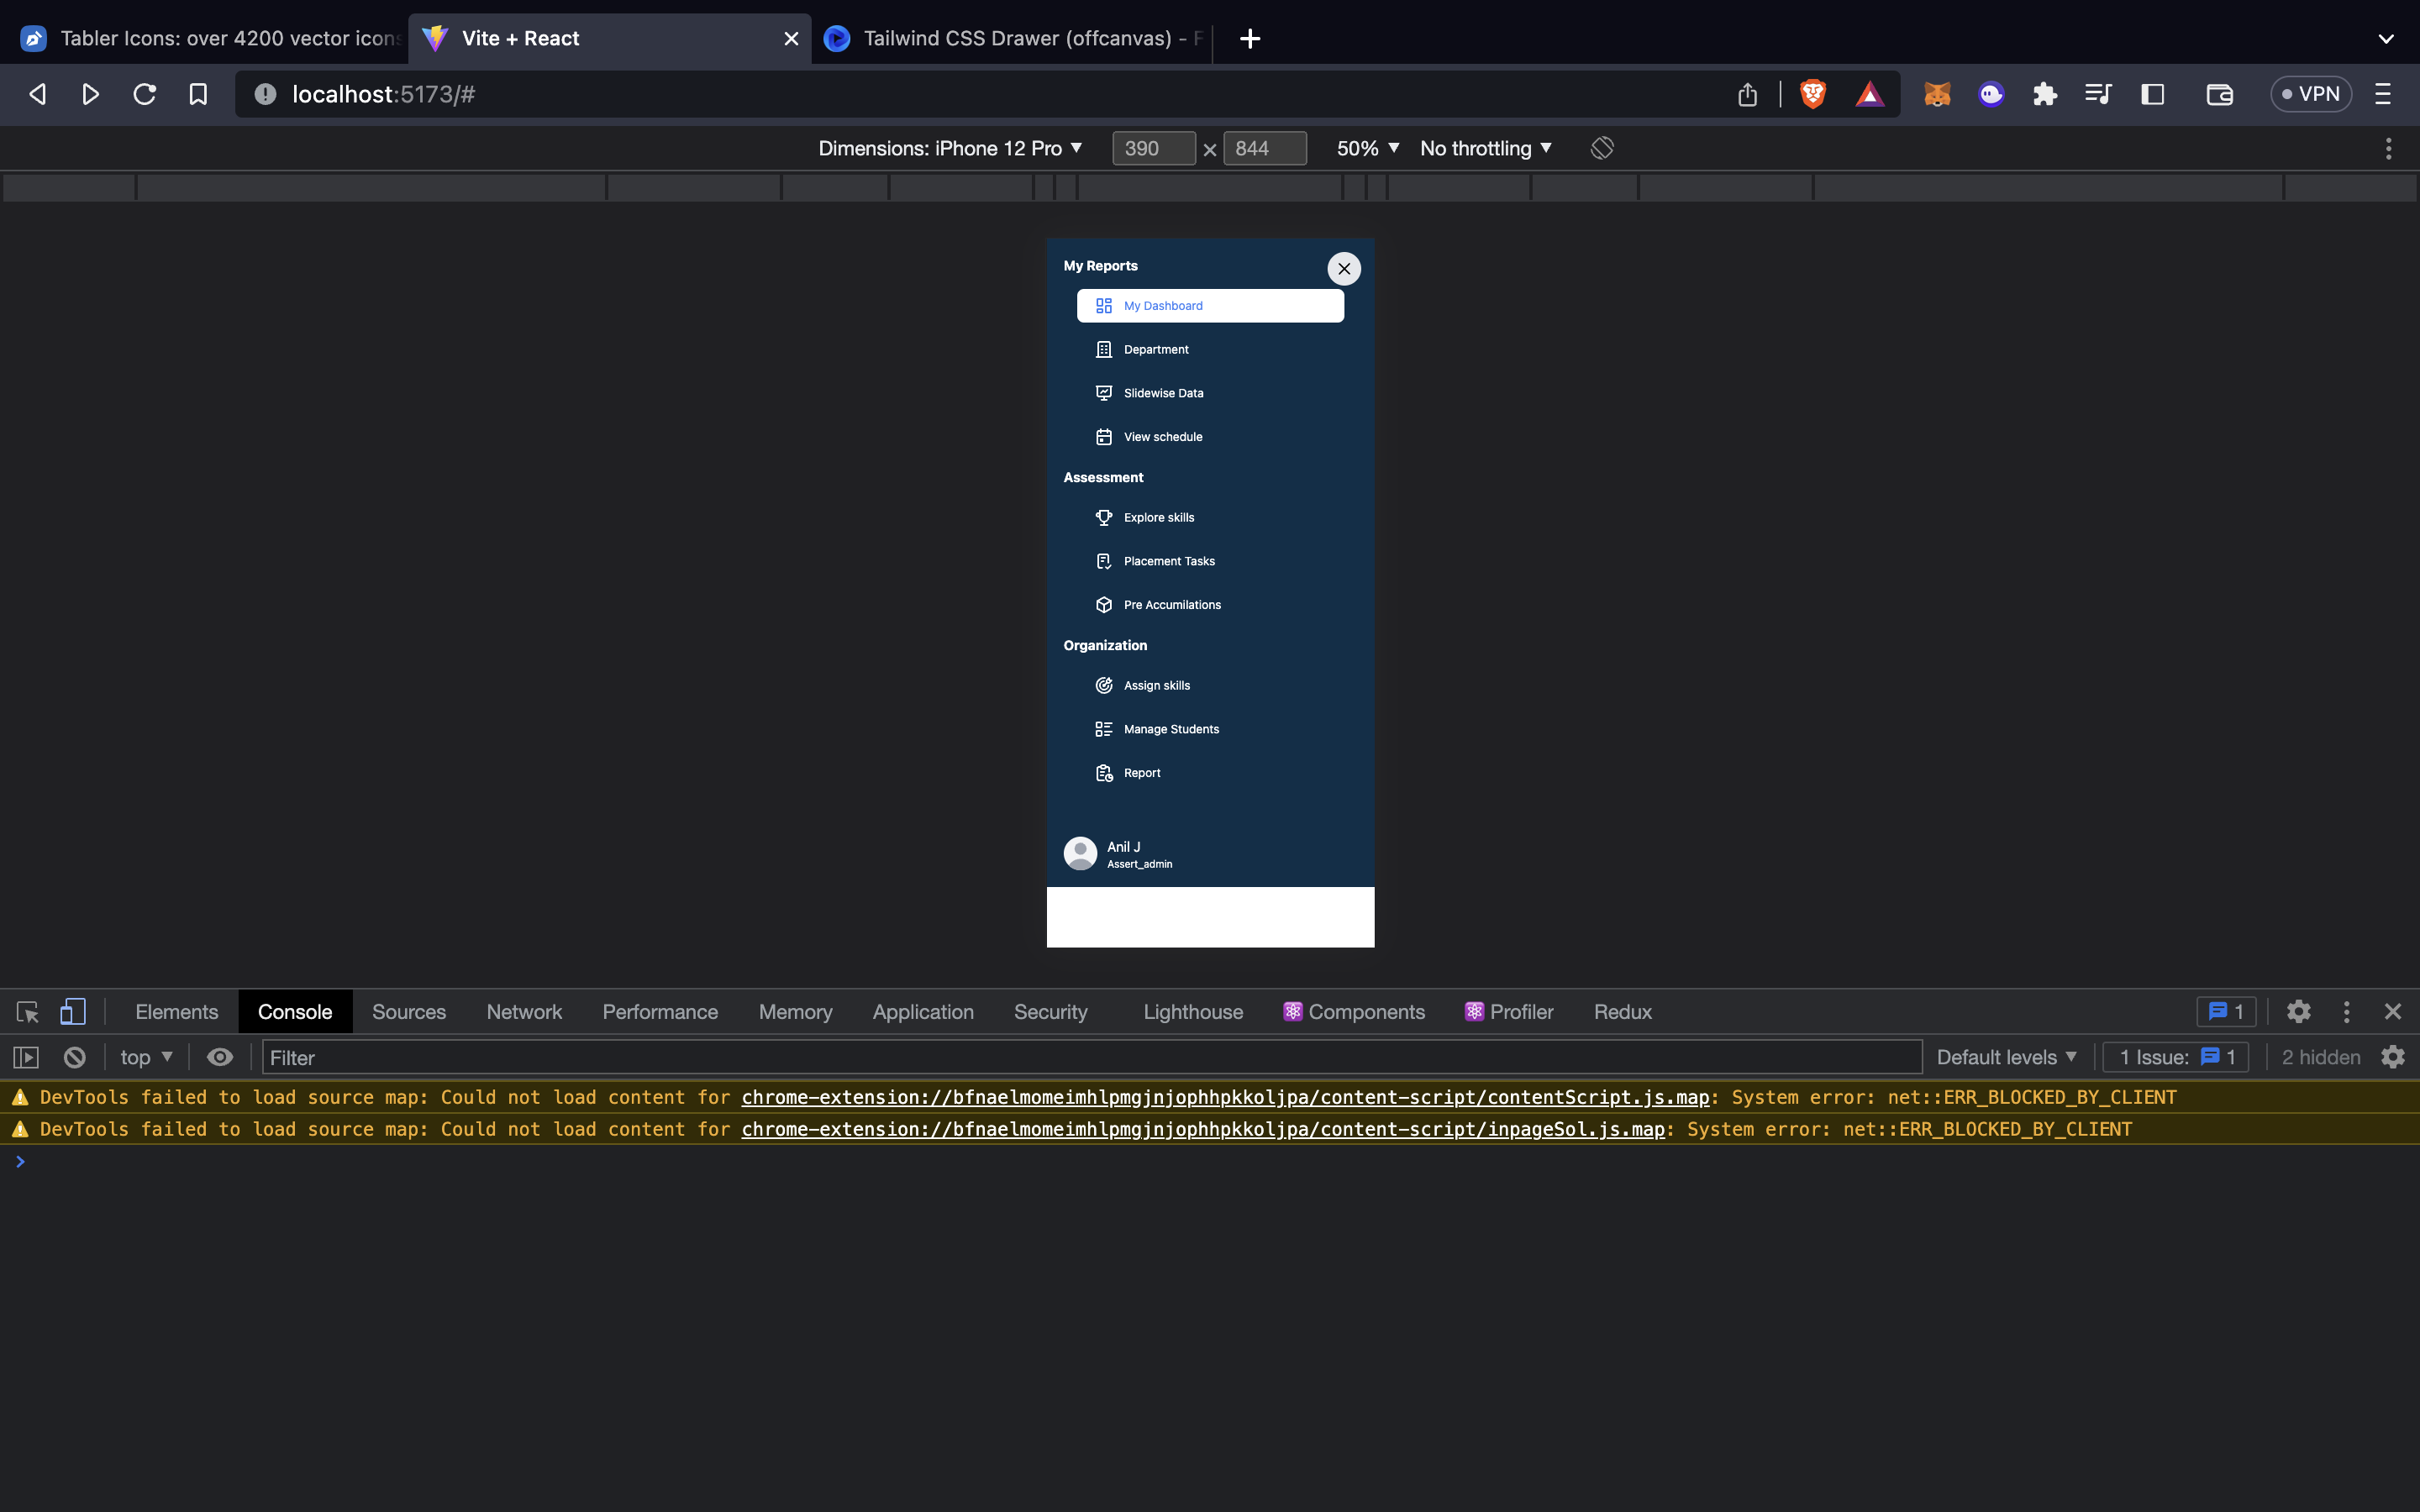 Tabler Icons: over 4200 vector icons
Vite + React
Tailwind CSS Drawer (offcanvas) - F
localhost:5173/#
VPN
Dimensions: iPhone 12 Pro
390 × 844
50%
No throttling
My Reports
My Dashboard
Department
Slidewise Data
View schedule
Assessment
Explore skills
Placement Tasks
Pre Accumilations
Organization
Assign skills
Manage Students
Report
Anil J
Assert_admin
Elements Console Sources Network Performance Memory Application Security Lighthouse Components Profiler Redux 1
top Filter Default levels 1 Issue: 1 2 hidden
DevTools failed to load source map: Could not load content for chrome-extension://bfnaelmomeimhlpmgjnjophhpkkoljpa/content-script/contentScript.js.map: System error: net::ERR_BLOCKED_BY_CLIENT
DevTools failed to load source map: Could not load content for chrome-extension://bfnaelmomeimhlpmgjnjophhpkkoljpa/content-script/inpageSol.js.map: System error: net::ERR_BLOCKED_BY_CLIENT